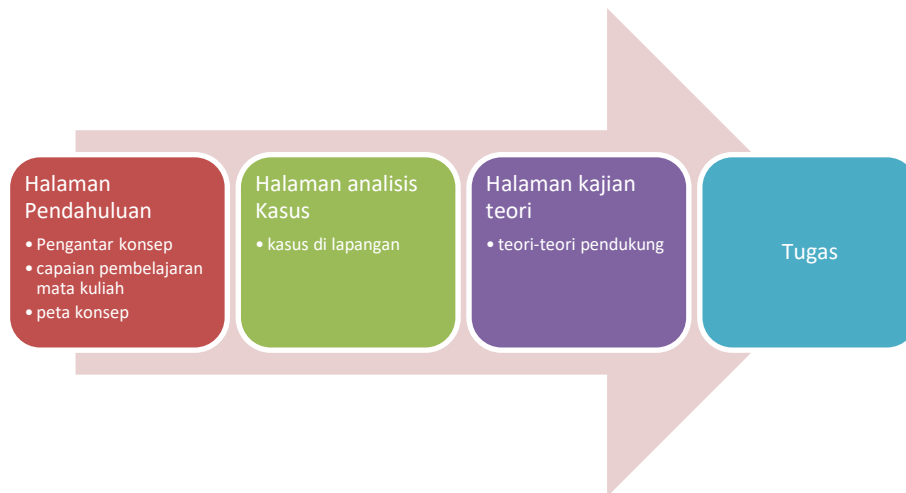 Halaman
Pendahuluan
• Pengantar konsep
• capaian pembelajaran
mata kuliah
• peta konsep
Halaman analisis
Kasus
• kasus di lapangan
Halaman kajian
teori
• teori-teori pendukung
Tugas